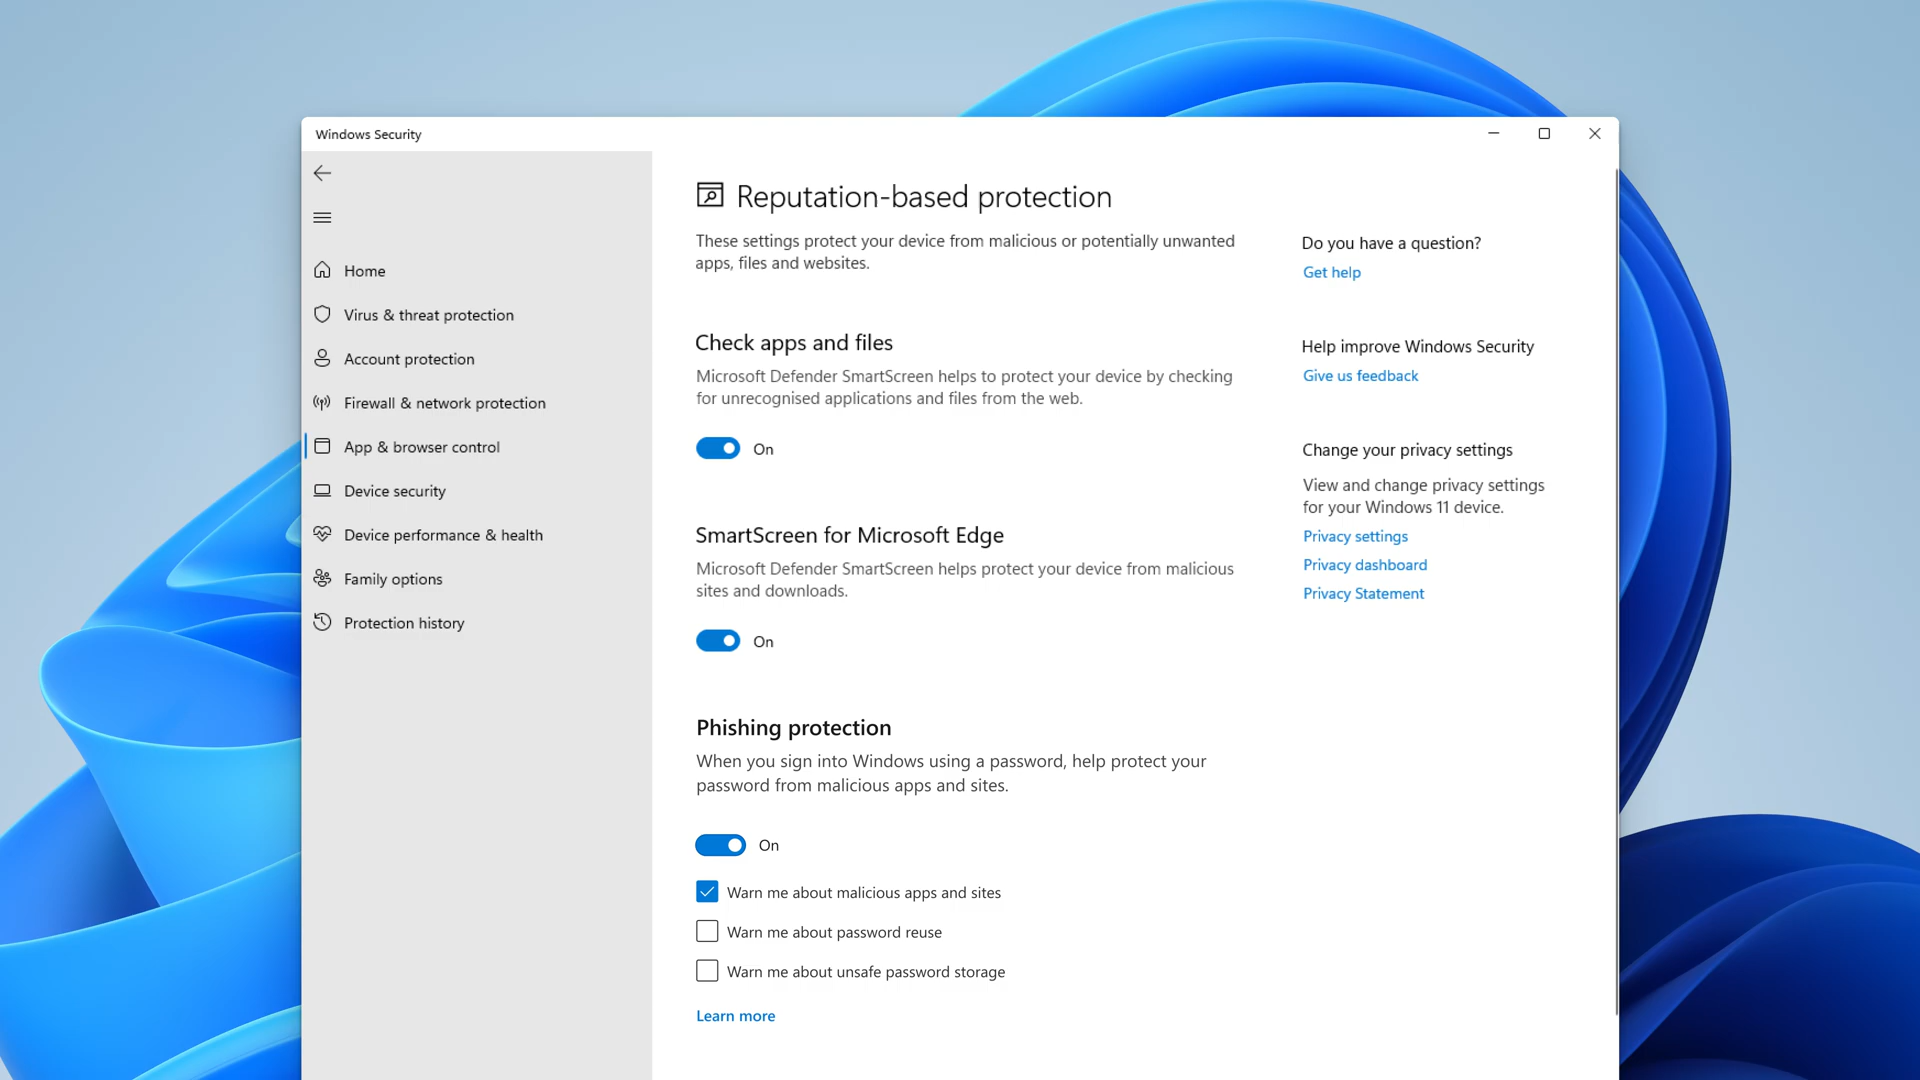 Windows Security
Home
Virus & threat protection
Account protection
Firewall & network protection
App & browser control
Device security
Device performance & health
Family options
Protection history
Reputation-based protection
These settings protect your device from malicious or potentially unwanted
apps, files and websites.
Check apps and files
Microsoft Defender SmartScreen helps to protect your device by checking
for unrecognised applications and files from the web.
On
SmartScreen for Microsoft Edge
Microsoft Defender SmartScreen helps protect your device from malicious
sites and downloads.
On
Phishing protection
When you sign into Windows using a password, help protect your
password from malicious apps and sites.
On
Warn me about malicious apps and sites
Warn me about password reuse
Warn me about unsafe password storage
Learn more
Do you have a question?
Get help
Help improve Windows Security
Give us feedback
Change your privacy settings
View and change privacy settings
for your Windows 11 device.
Privacy settings
Privacy dashboard
Privacy Statement